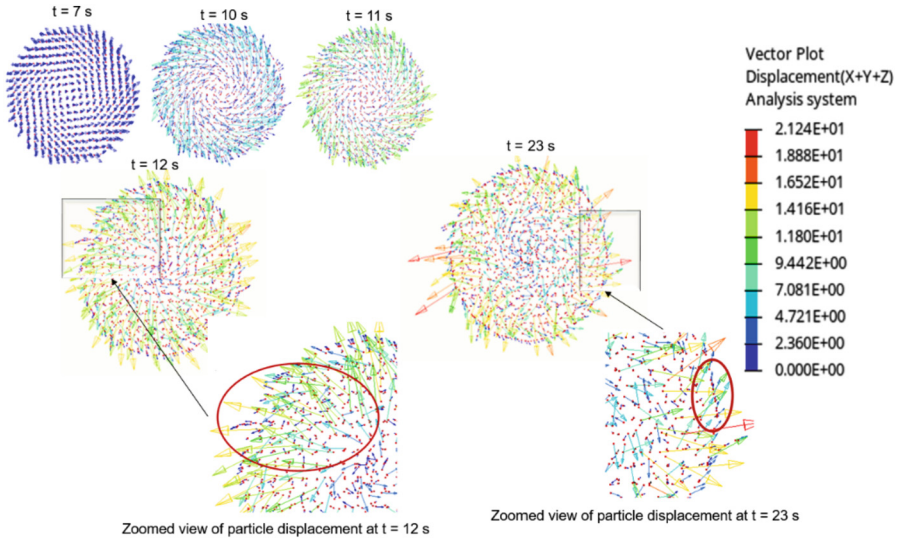 t = 7 s
t = 10 s
t = 11 s
t = 12 s
t = 23 s
Vector Plot
Displacement(X+Y+Z)
Analysis system
2.124E+01
1.888E+01
1.652E+01
1.416E+01
1.180E+01
9.442E+00
7.081E+00
4.721E+00
2.360E+00
0.000E+00
Zoomed view of particle displacement at t = 12 s
Zoomed view of particle displacement at t = 23 s